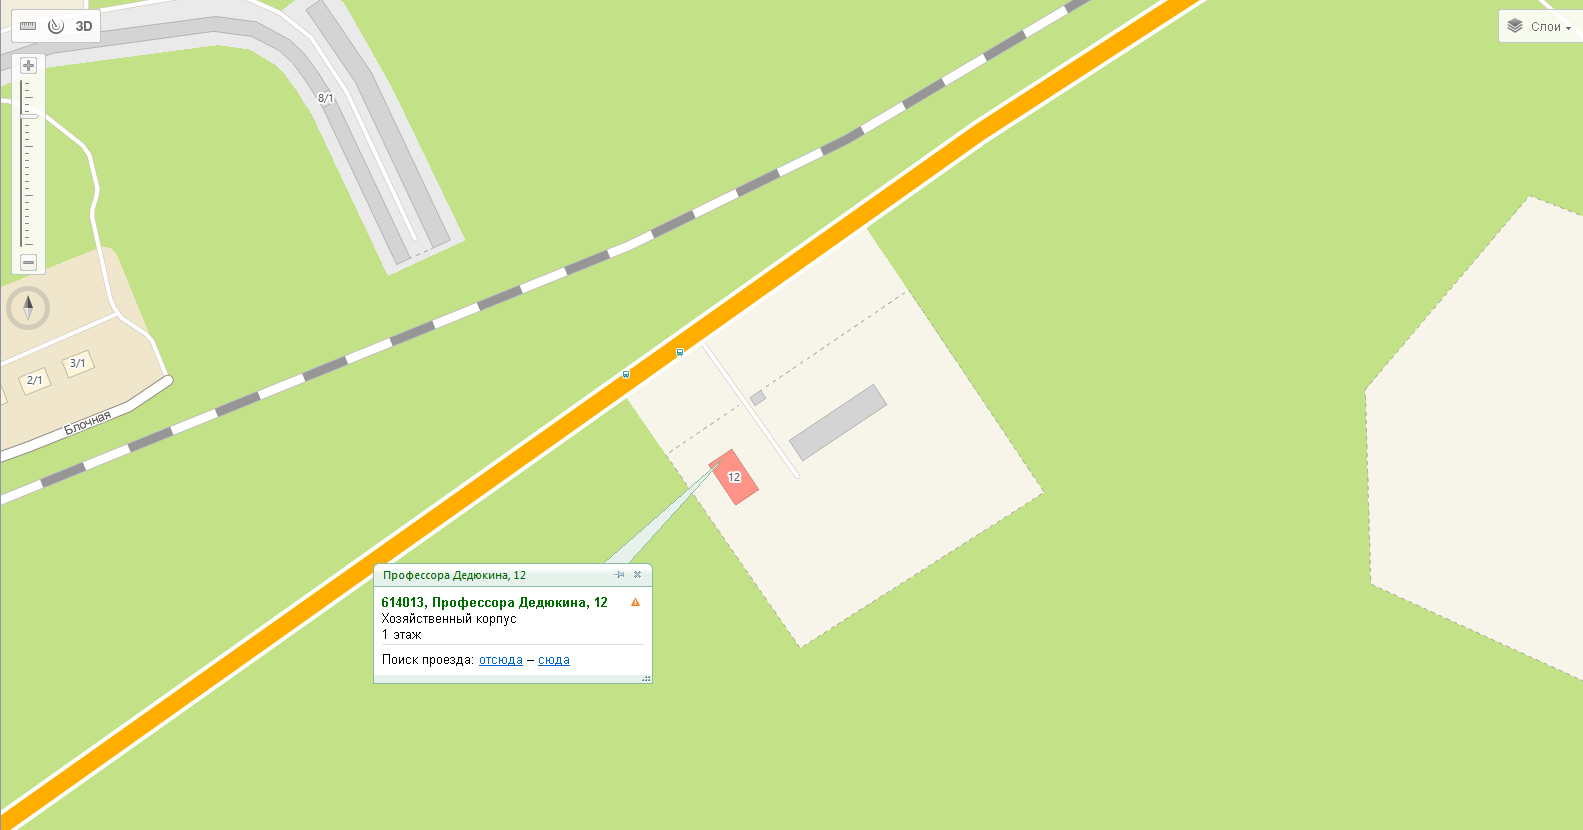 3D
Слои
8/1
3/1
2/1
Блочная
12
Профессора Дедюкина, 12
614013, Профессора Дедюкина, 12
Хозяйственный корпус
1 этаж
Поиск проезда: отсюда – сюда